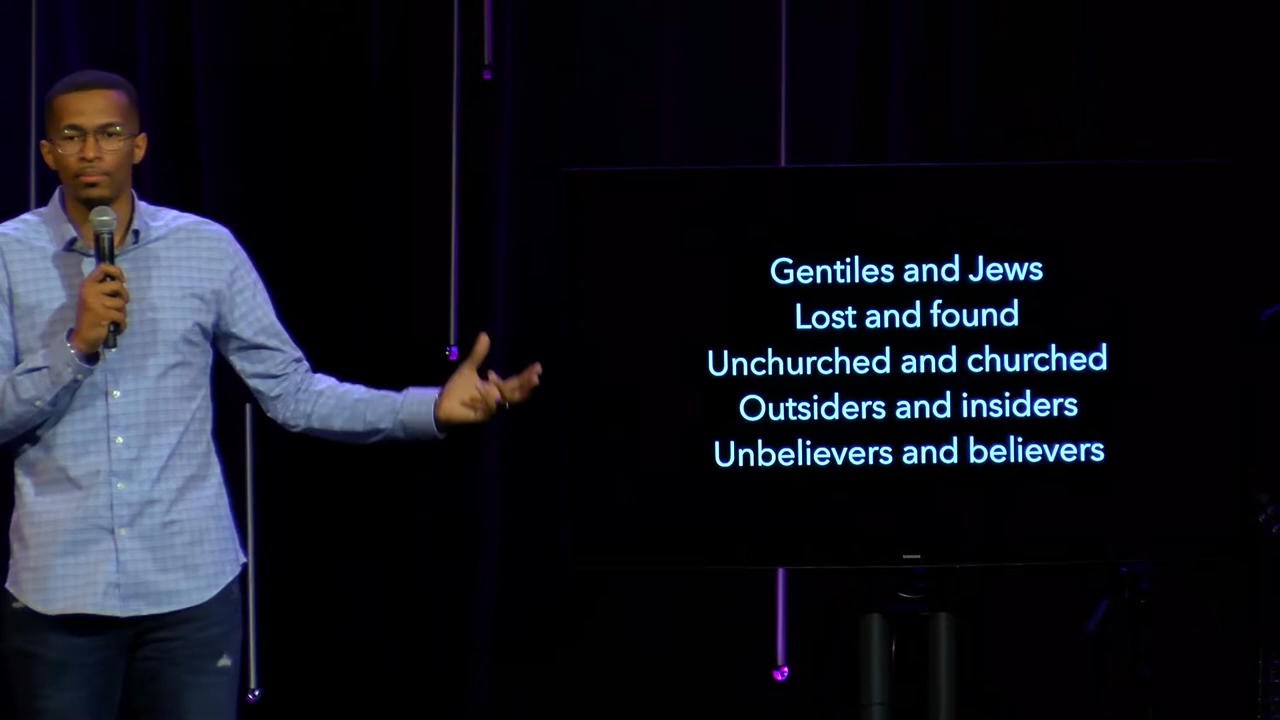 Gentiles and Jews
Lost and found
Unchurched and churched
Outsiders and insiders
Unbelievers and believers